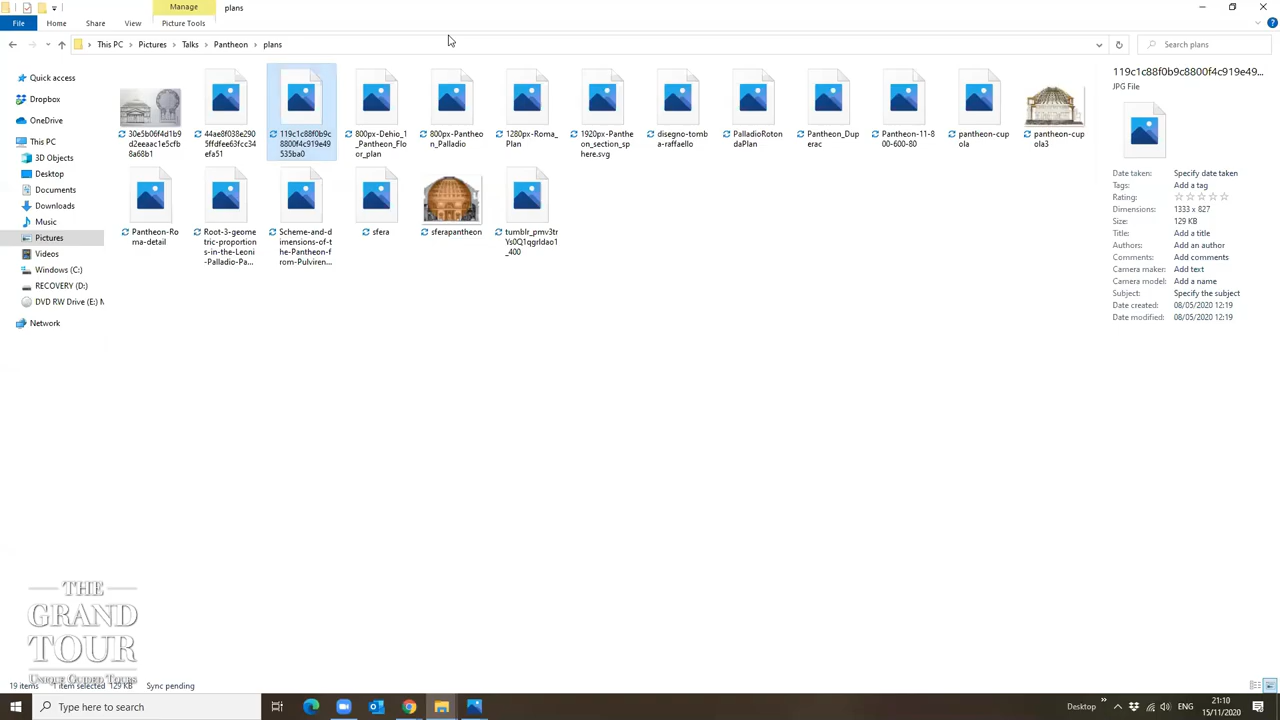 Manage
plans
File
Home
Share
View
Picture Tools
This PC
Pictures
Talks
Pantheon
plans
Search plans
Quick access
Dropbox
OneDrive
This PC
3D Objects
Desktop
Documents
Downloads
Music
Pictures
Videos
Windows (C:)
RECOVERY (D:)
DVD RW Drive (E:) M
Network
30e5b06f4d1b9
d2eeaac1e5cfb
8a68b1
44ae8f038e290
5ffdfee63fcc34
efa51
119c1c88f0b9c
8800f4c919e49
535ba0
800px-Dehio_1
_Pantheon_Flo
or_plan
800px-Pantheo
n_Palladio
1280px-Roma_
Plan
1920px-Panthe
on_section_sp
here.svg
disegno-tomb
a-raffaello
PalladioRoton
daPlan
Pantheon_Dup
erac
Pantheon-11-8
00-600-80
pantheon-cup
ola
pantheon-cup
ola3
Pantheon-Ro
ma-detail
Root-3-geome
tric-proportion
s-in-the-Leoni
-Palladio-Pa...
Scheme-and-d
imensions-of-t
he-Pantheon-f
rom-Pulviren...
sfera
sferapantheon
tumblr_pmv3tr
Ys0Q1qgrldao1
_400
119c1c88f0b9c8800f4c919e49...
JPG File
Date taken: Specify date taken
Tags: Add a tag
Rating:
Dimensions: 1333 x 827
Size: 129 KB
Title: Add a title
Authors: Add an author
Comments: Add comments
Camera maker: Add text
Camera model: Add a name
Subject: Specify the subject
Date created: 08/05/2020 12:19
Date modified: 08/05/2020 12:19
THE
GRAND
TOUR
UNIQUE GUIDED TOURS
19 items 1 item selected 129 KB Sync pending
Type here to search
Desktop
ENG
21:10
15/11/2020